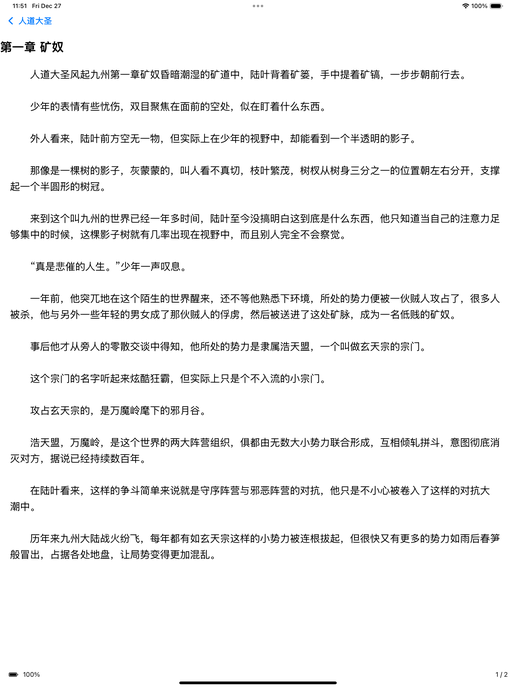 11:51 Fri Dec 27
100%
人道大圣
第一章 矿奴
人道大圣风起九州第一章矿奴昏暗潮湿的矿道中，陆叶背着矿篓，手中提着矿镐，一步步朝前行去。
少年的表情有些忧伤，双目聚焦在面前的空处，似在盯着什么东西。
外人看来，陆叶前方空无一物，但实际上在少年的视野中，却能看到一个半透明的影子。
那像是一棵树的影子，灰蒙蒙的，叫人看不真切，枝叶繁茂，树杈从树身三分之一的位置朝左右分开，支撑
起一个半圆形的树冠。
来到这个叫九州的世界已经一年多时间，陆叶至今没搞明白这到底是什么东西，他只知道当自己的注意力足
够集中的时候，这棵影子树就有几率出现在视野中，而且别人完全不会察觉。
“真是悲催的人生。”少年一声叹息。
一年前，他突兀地在这个陌生的世界醒来，还不等他熟悉下环境，所处的势力便被一伙贼人攻占了，很多人
被杀，他与另外一些年轻的男女成了那伙贼人的俘虏，然后被送进了这处矿脉，成为一名低贱的矿奴。
事后他才从旁人的零散交谈中得知，他所处的势力是隶属浩天盟，一个叫做玄天宗的宗门。
这个宗门的名字听起来炫酷狂霸，但实际上只是个不入流的小宗门。
攻占玄天宗的，是万魔岭麾下的邪月谷。
浩天盟，万魔岭，是这个世界的两大阵营组织，俱都由无数大小势力联合形成，互相倾轧拼斗，意图彻底消
灭对方，据说已经持续数百年。
在陆叶看来，这样的争斗简单来说就是守序阵营与邪恶阵营的对抗，他只是不小心被卷入了这样的对抗大
潮中。
历年来九州大陆战火纷飞，每年都有如玄天宗这样的小势力被连根拔起，但很快又有更多的势力如雨后春笋
般冒出，占据各处地盘，让局势变得更加混乱。
100%
1 / 2